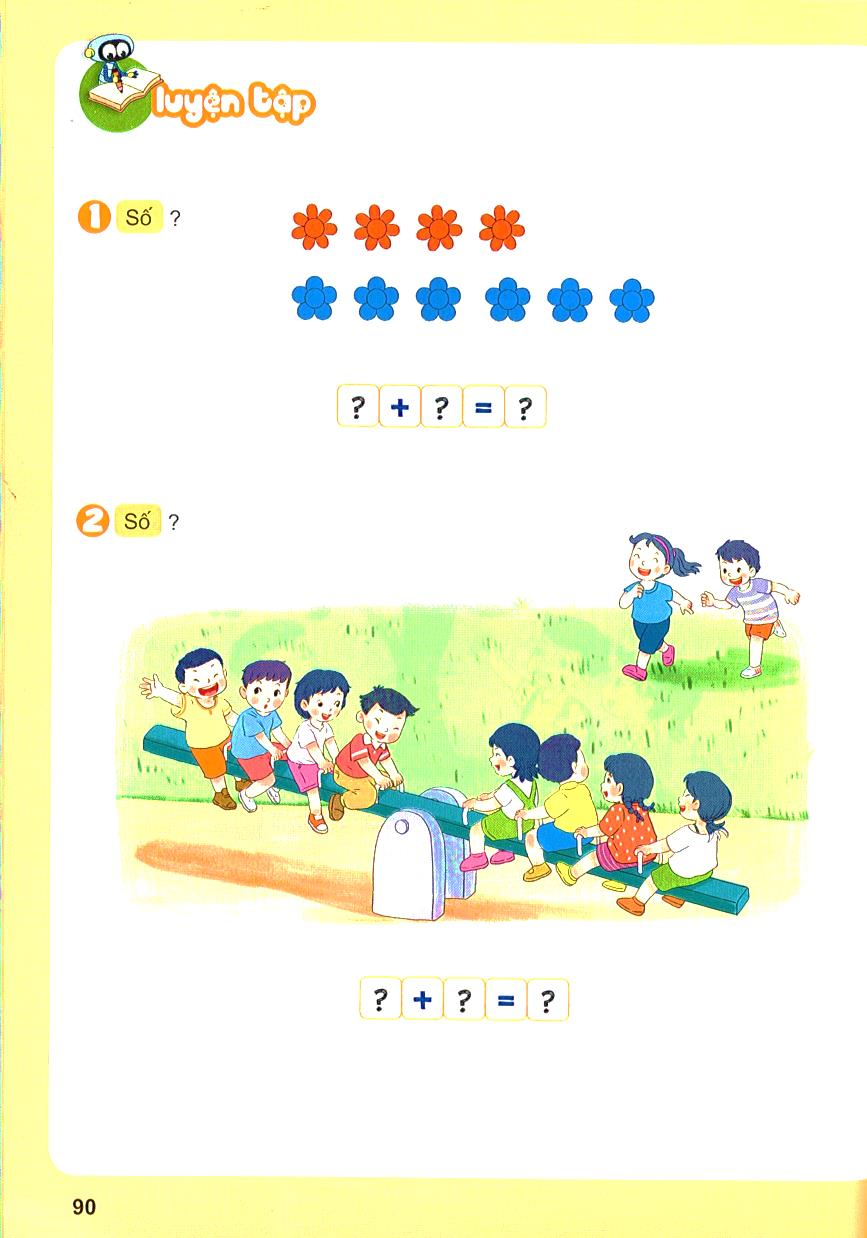 luyện tập
1 Số ?
? + ? = ?
2 Số ?
? + ? = ?
90